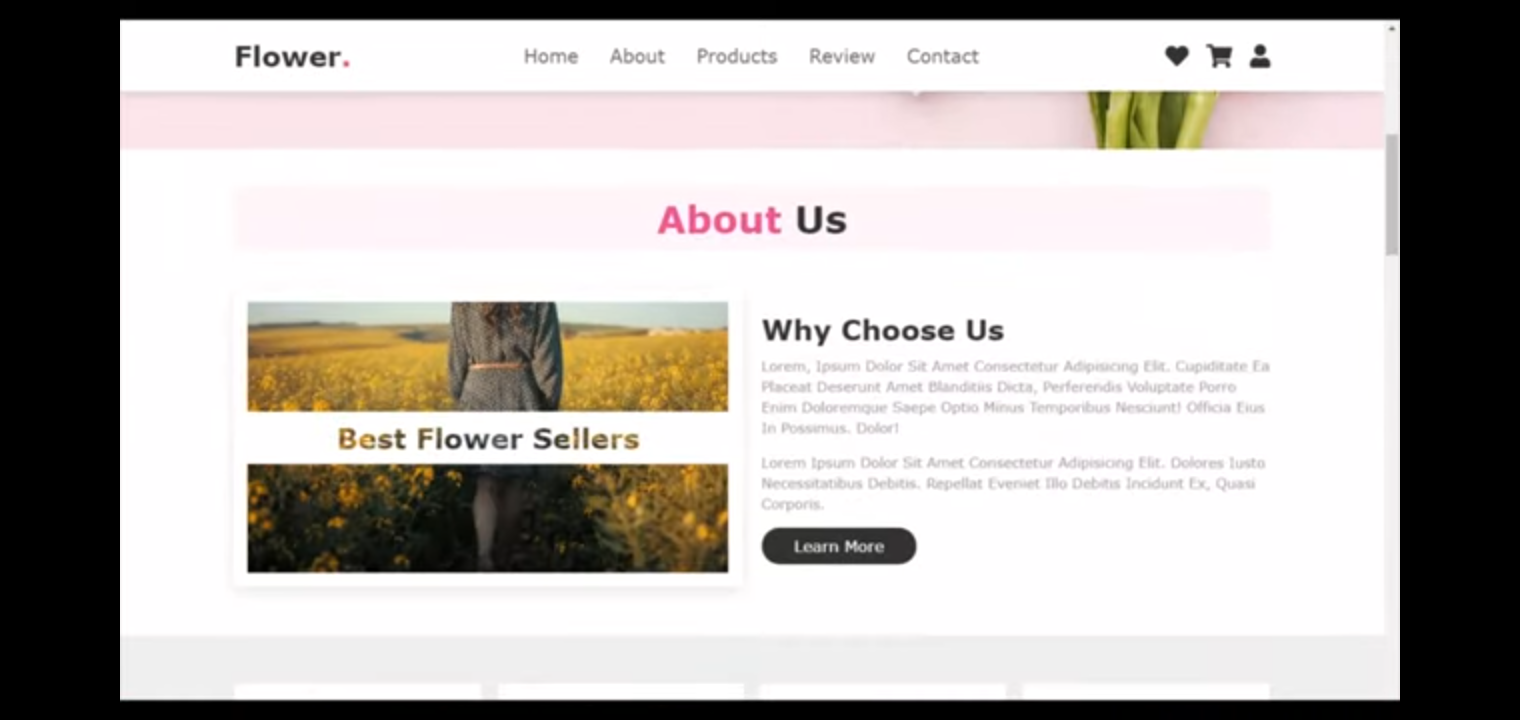 Flower.
Home About Products Review Contact
About Us
Best Flower Sellers
Why Choose Us
Lorem, Ipsum Dolor Sit Amet Consectetur Adipisicing Elit. Cupiditate Ea
Placeat Deserunt Amet Blanditiis Dicta, Perferendis Voluptate Porro
Enim Doloremque Saepe Optio Minus Temporibus Nesciunt! Officia Eius
In Possimus. Dolor!
Lorem Ipsum Dolor Sit Amet Consectetur Adipisicing Elit. Dolores Iusto
Necessitatibus Debitis. Repellat Eveniet Illo Debitis Incidunt Ex, Quasi
Corporis.
Learn More